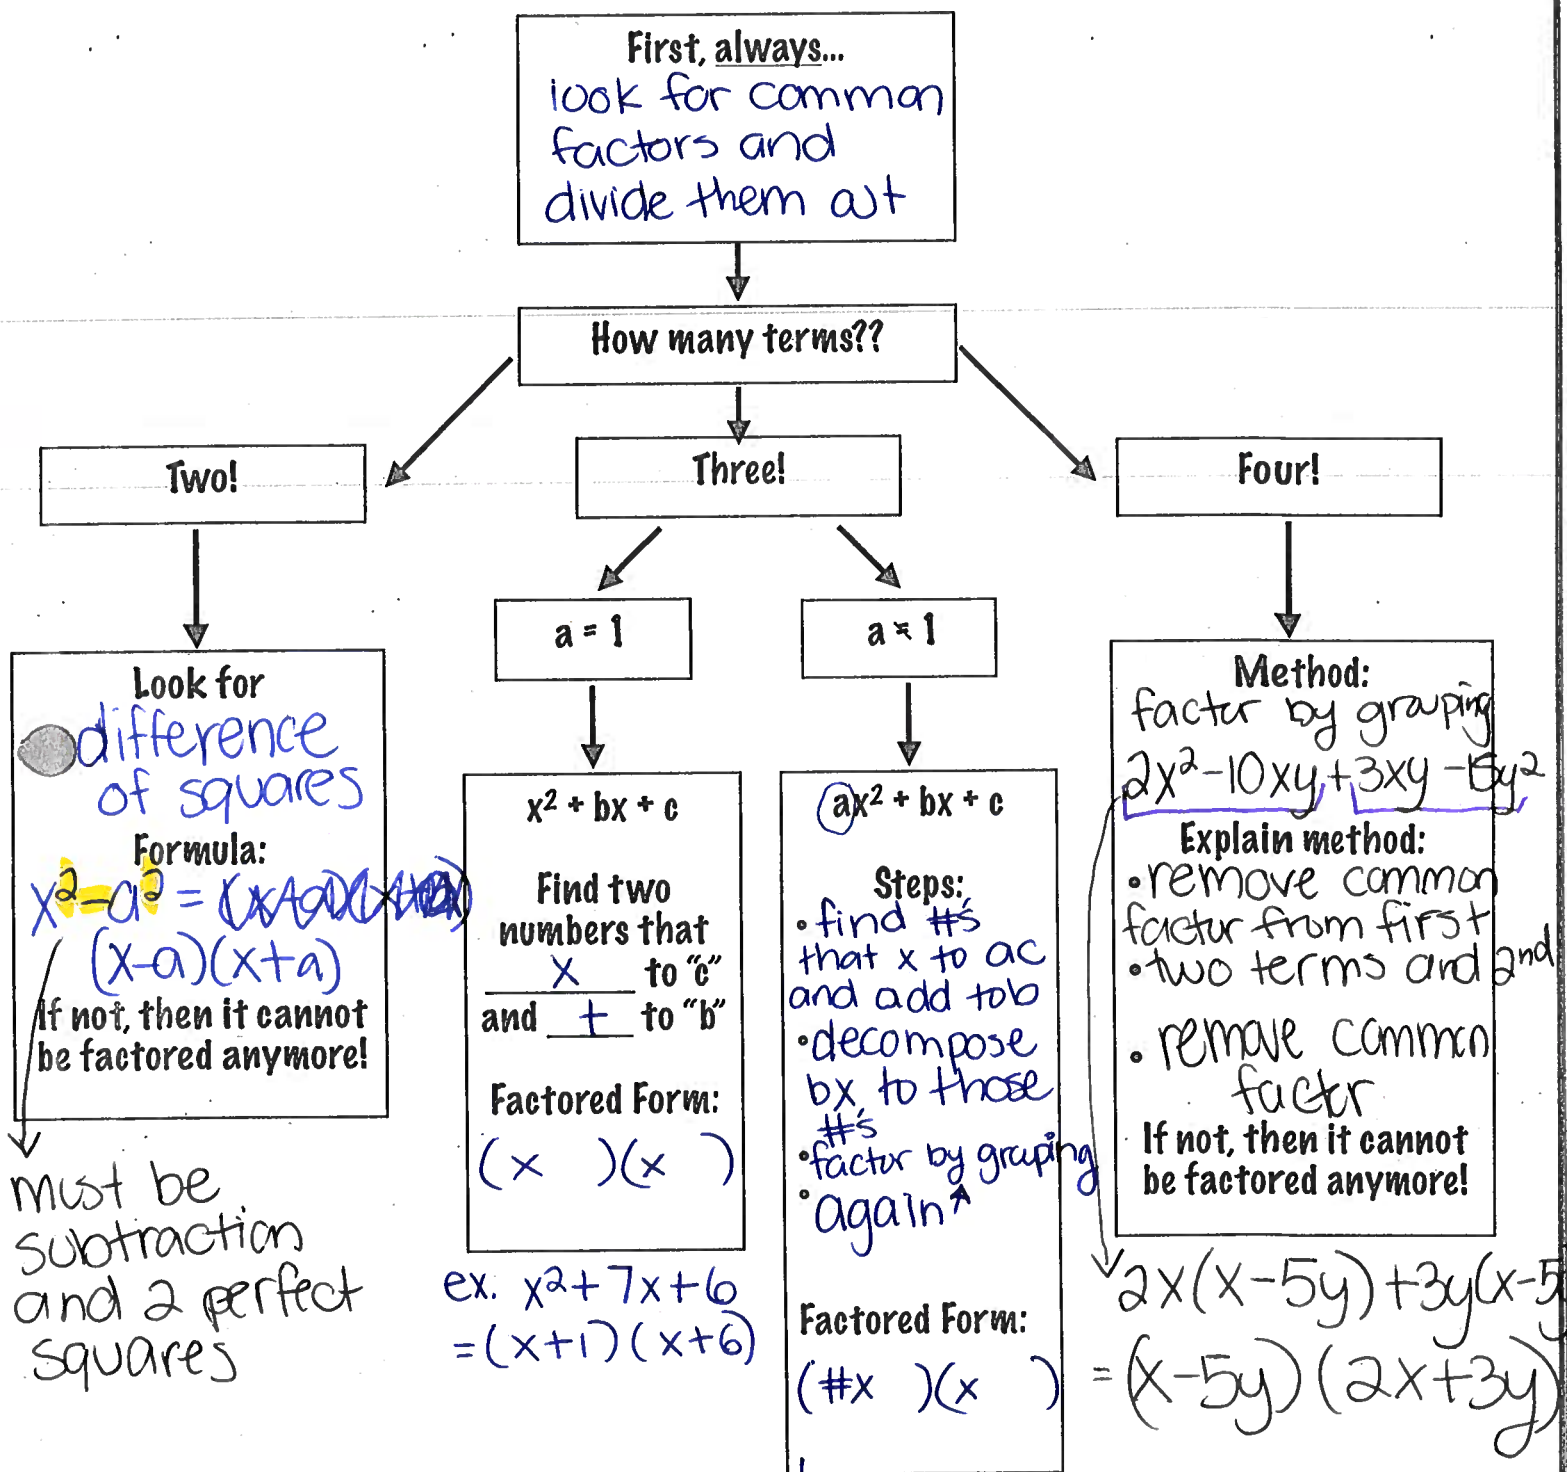 First, always...
look for common
factors and
divide them out
How many terms??
Two!
Three!
Four!
a = 1
a ≠ 1
Look for
difference
of squares
Formula:
x² - a² =
(x-a)(x+a)
If not, then it cannot
be factored anymore!
must be
subtraction
and 2 perfect
squares
x² + bx + c
Find two
numbers that
x to "c"
and + to "b"
Factored Form:
(x )(x )
ex. x²+7x+6
=(x+1)(x+6)
ax² + bx + c
Steps:
•find #'s
that x to ac
and add to b
•decompose
bx to those
#'s
•factor by grouping
•again↑
Factored Form:
(#x )(x )
Method:
factor by grouping
2x²-10xy+3xy-15y²
Explain method:
•remove common
factor from first
•two terms and 2nd
•remove common
factor
If not, then it cannot
be factored anymore!
2x(x-5y)+3y(x-5
=(x-5y)(2x+3y)